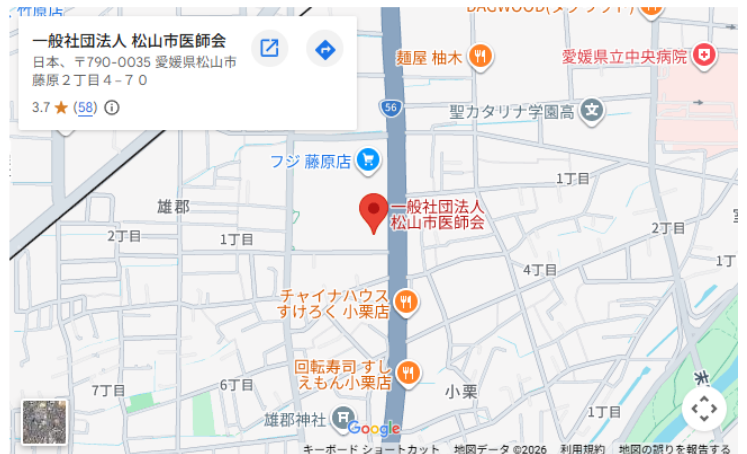 一般社団法人 松山市医師会
日本、〒790-0035 愛媛県松山市
藤原2丁目4−70
3.7 ★ (58)
竹原店
DAGWOOD(ダグウッド)
麺屋 柚木
愛媛県立中央病院
56
聖カタリナ学園高
文
フジ 藤原店
1丁目
一般社団法人
松山市医師会
雄郡
2丁目
1丁目
2丁目
4丁目
1丁
チャイナハウス
すけろく 小栗店
回転寿司 すし
えもん小栗店
7丁目
6丁目
小栗
1丁目
雄郡神社
Google
キーボード ショートカット
地図データ ©2026
利用規約
地図の誤りを報告する